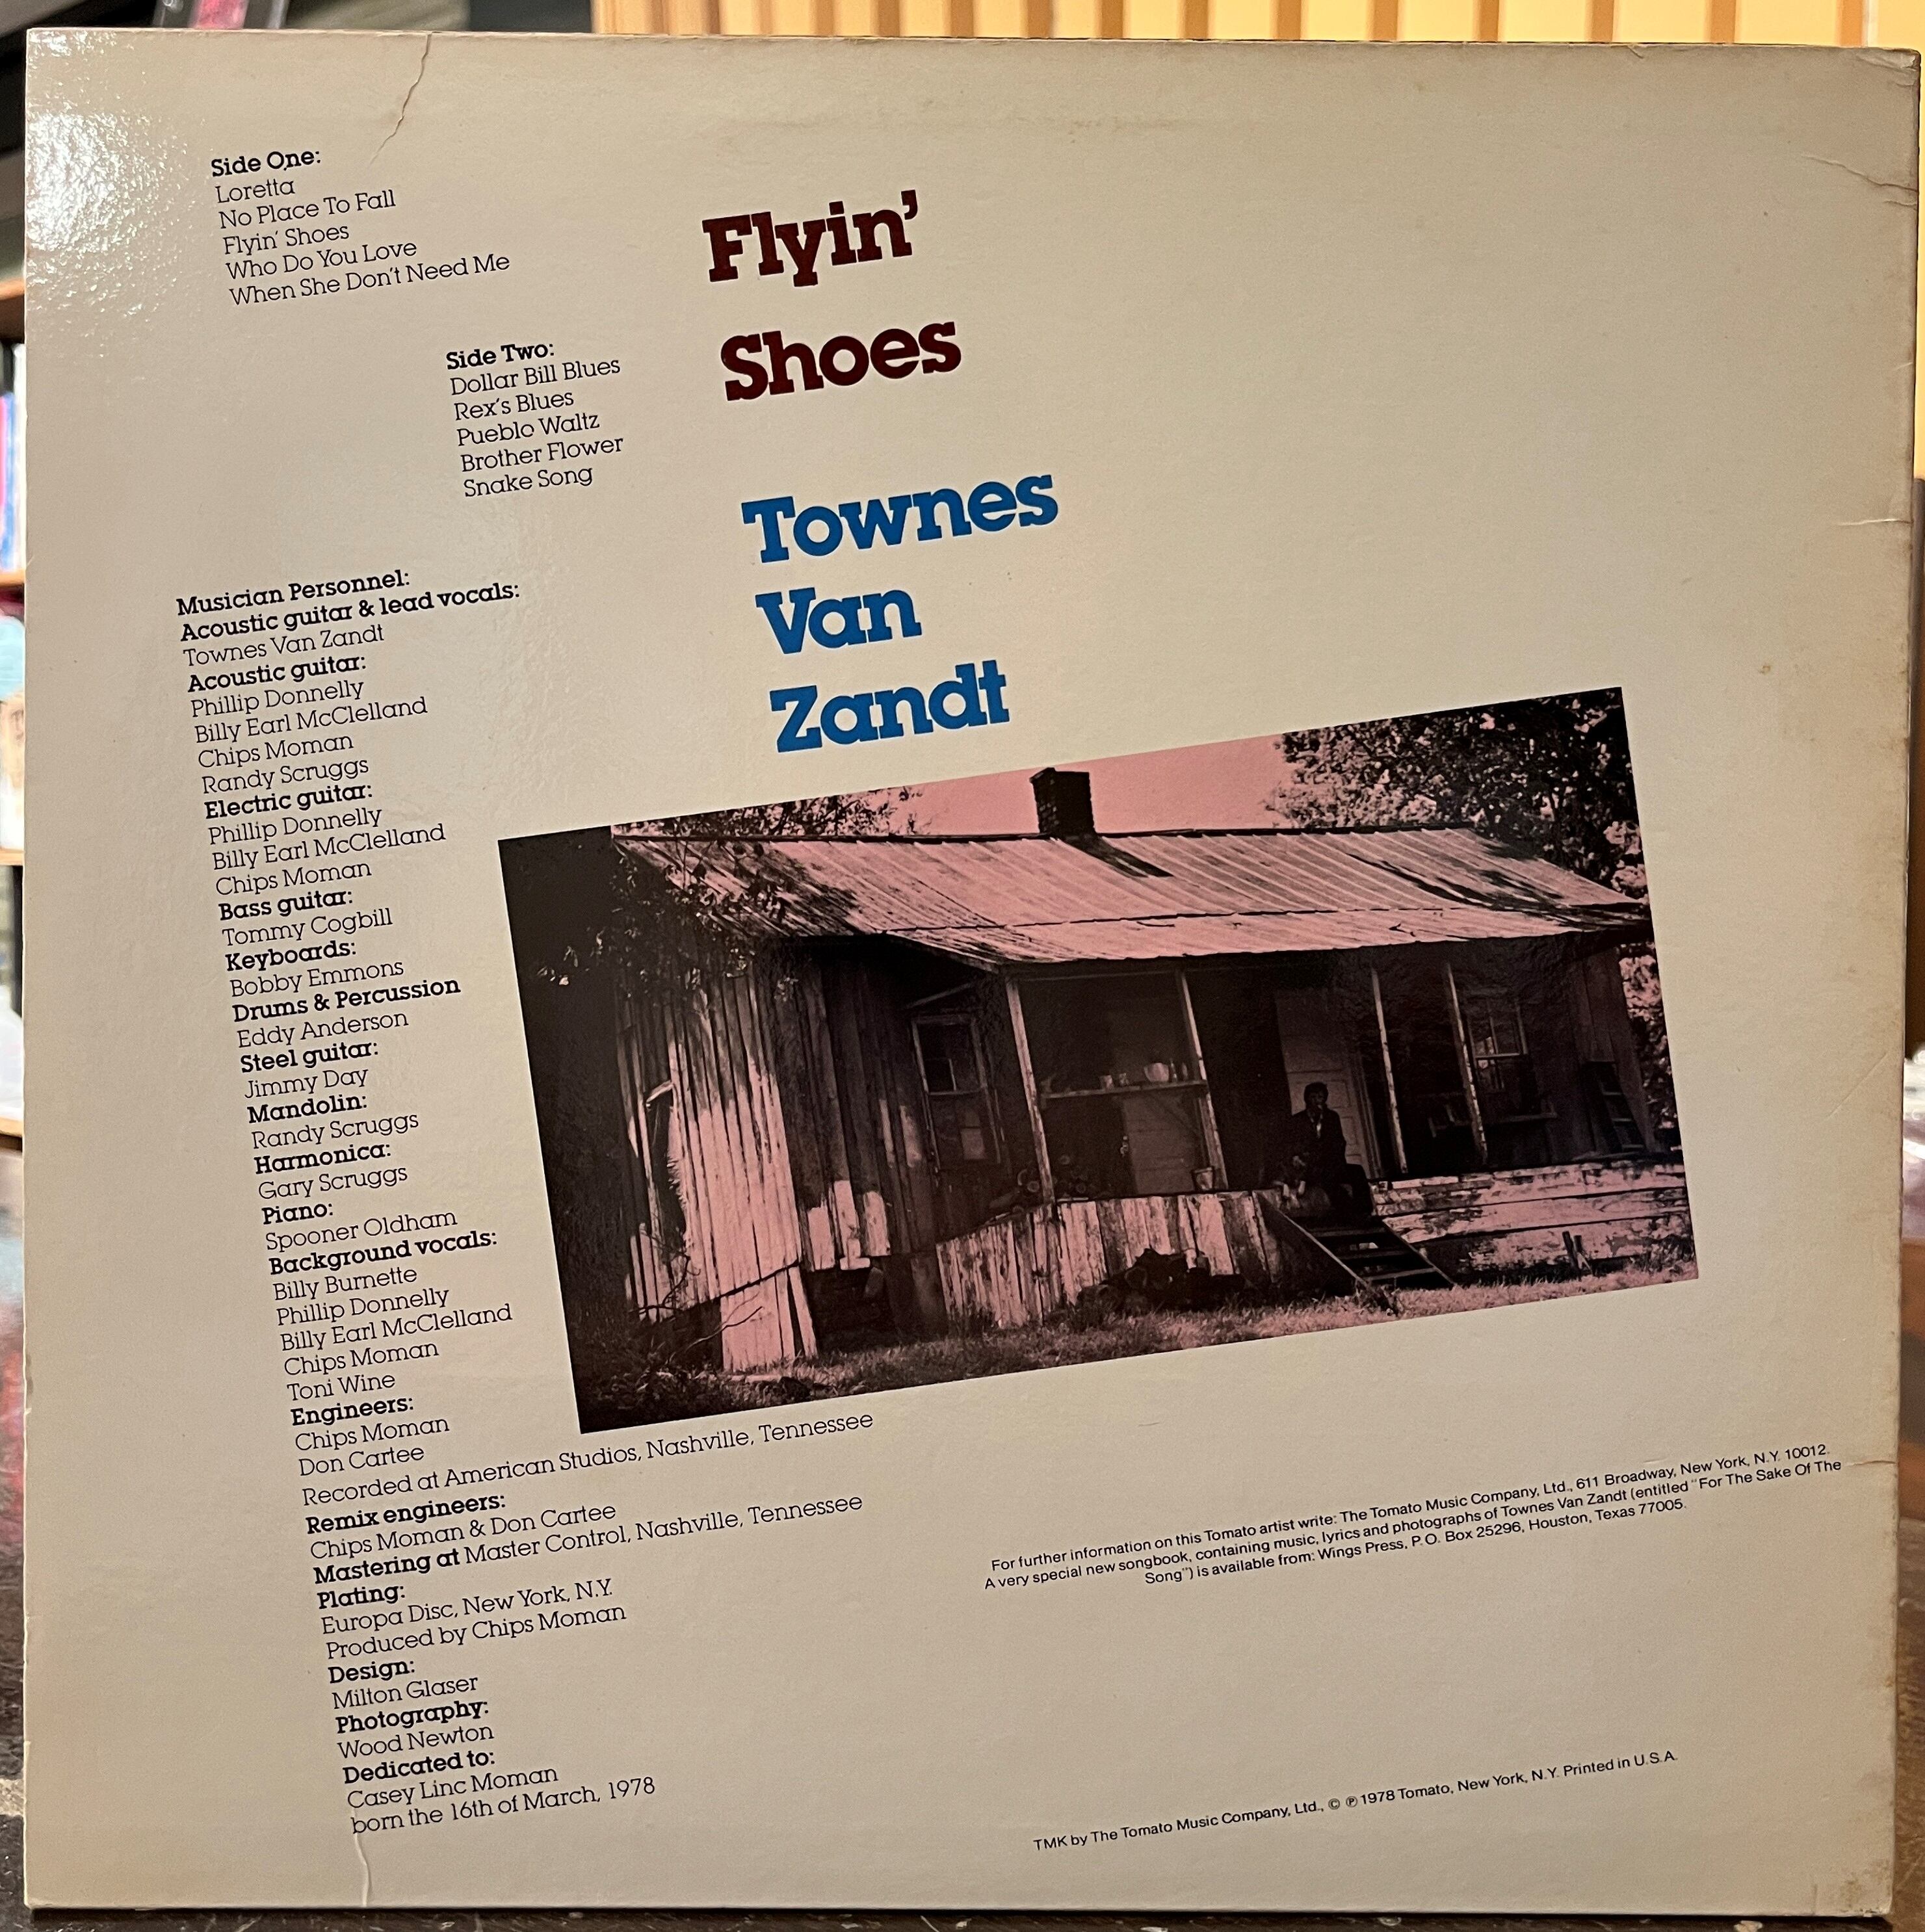 Side One:
Loretta
No Place To Fall
Flyin' Shoes
Who Do You Love
When She Don't Need Me
Side Two:
Dollar Bill Blues
Rex's Blues
Pueblo Waltz
Brother Flower
Snake Song
Flyin'
Shoes
Townes
Van
Zandt
Musician Personnel:
Acoustic guitar & lead vocals:
Townes Van Zandt
Acoustic guitar:
Phillip Donnelly
Billy Earl McClelland
Chips Moman
Randy Scruggs
Electric guitar:
Phillip Donnelly
Billy Earl McClelland
Chips Moman
Bass guitar:
Tommy Cogbill
Keyboards:
Bobby Emmons
Drums & Percussion
Eddy Anderson
Steel guitar:
Jimmy Day
Mandolin:
Randy Scruggs
Harmonica:
Gary Scruggs
Piano:
Spooner Oldham
Background vocals:
Billy Burnette
Phillip Donnelly
Billy Earl McClelland
Chips Moman
Toni Wine
Engineers:
Chips Moman
Don Cartee
Recorded at American Studios, Nashville, Tennessee
Remix engineers:
Chips Moman & Don Cartee
Mastering at Master Control, Nashville, Tennessee
Plating:
Europa Disc, New York, N.Y.
Produced by Chips Moman
Design:
Milton Glaser
Photography:
Wood Newton
Dedicated to:
Casey Linc Moman
born the 16th of March, 1978
For further information on this Tomato artist write: The Tomato Music Company, Ltd., 611 Broadway, New York, N.Y. 10012.
A very special new songbook, containing music, lyrics and photographs of Townes Van Zandt (entitled "For The Sake Of The
Song") is available from: Wings Press, P.O. Box 25296, Houston, Texas 77005.
TMK by The Tomato Music Company, Ltd., © ℗ 1978 Tomato, New York, N.Y. Printed in U.S.A.